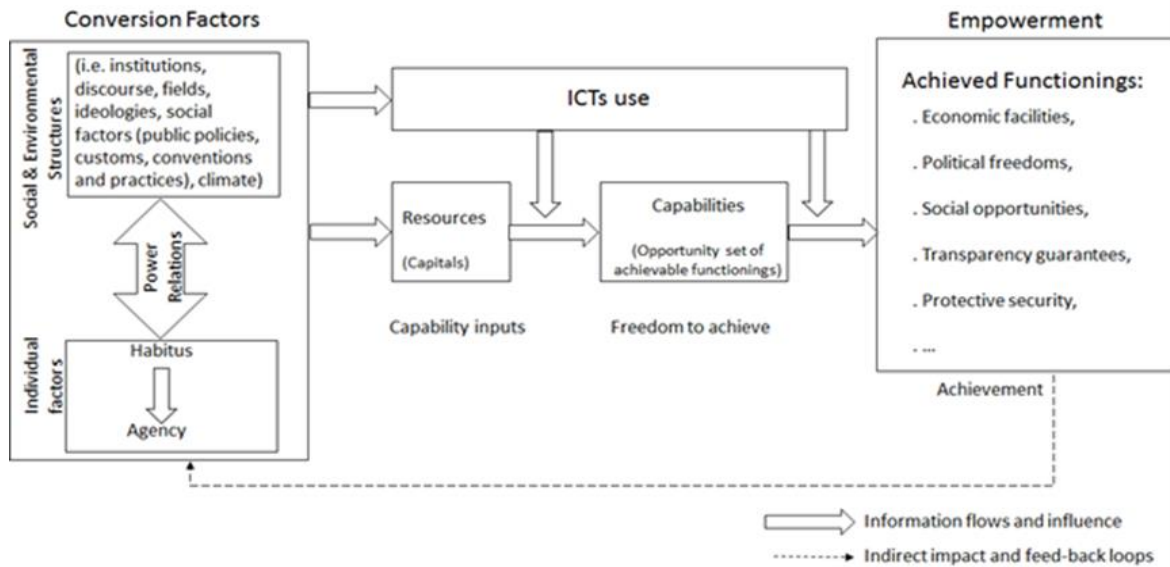 Conversion Factors
Social & Environmental
Structures
(i.e. institutions,
discourse, fields,
ideologies, social
factors (public policies,
customs, conventions
and practices), climate)
Power
Relations
Individual
factors
Habitus
Agency
ICTs use
Resources
(Capitals)
Capability inputs
Capabilities
(Opportunity set of
achievable functionings)
Freedom to achieve
Empowerment
Achieved Functionings:
. Economic facilities,
. Political freedoms,
. Social opportunities,
. Transparency guarantees,
. Protective security,
. ...
Achievement
Information flows and influence
Indirect impact and feed-back loops